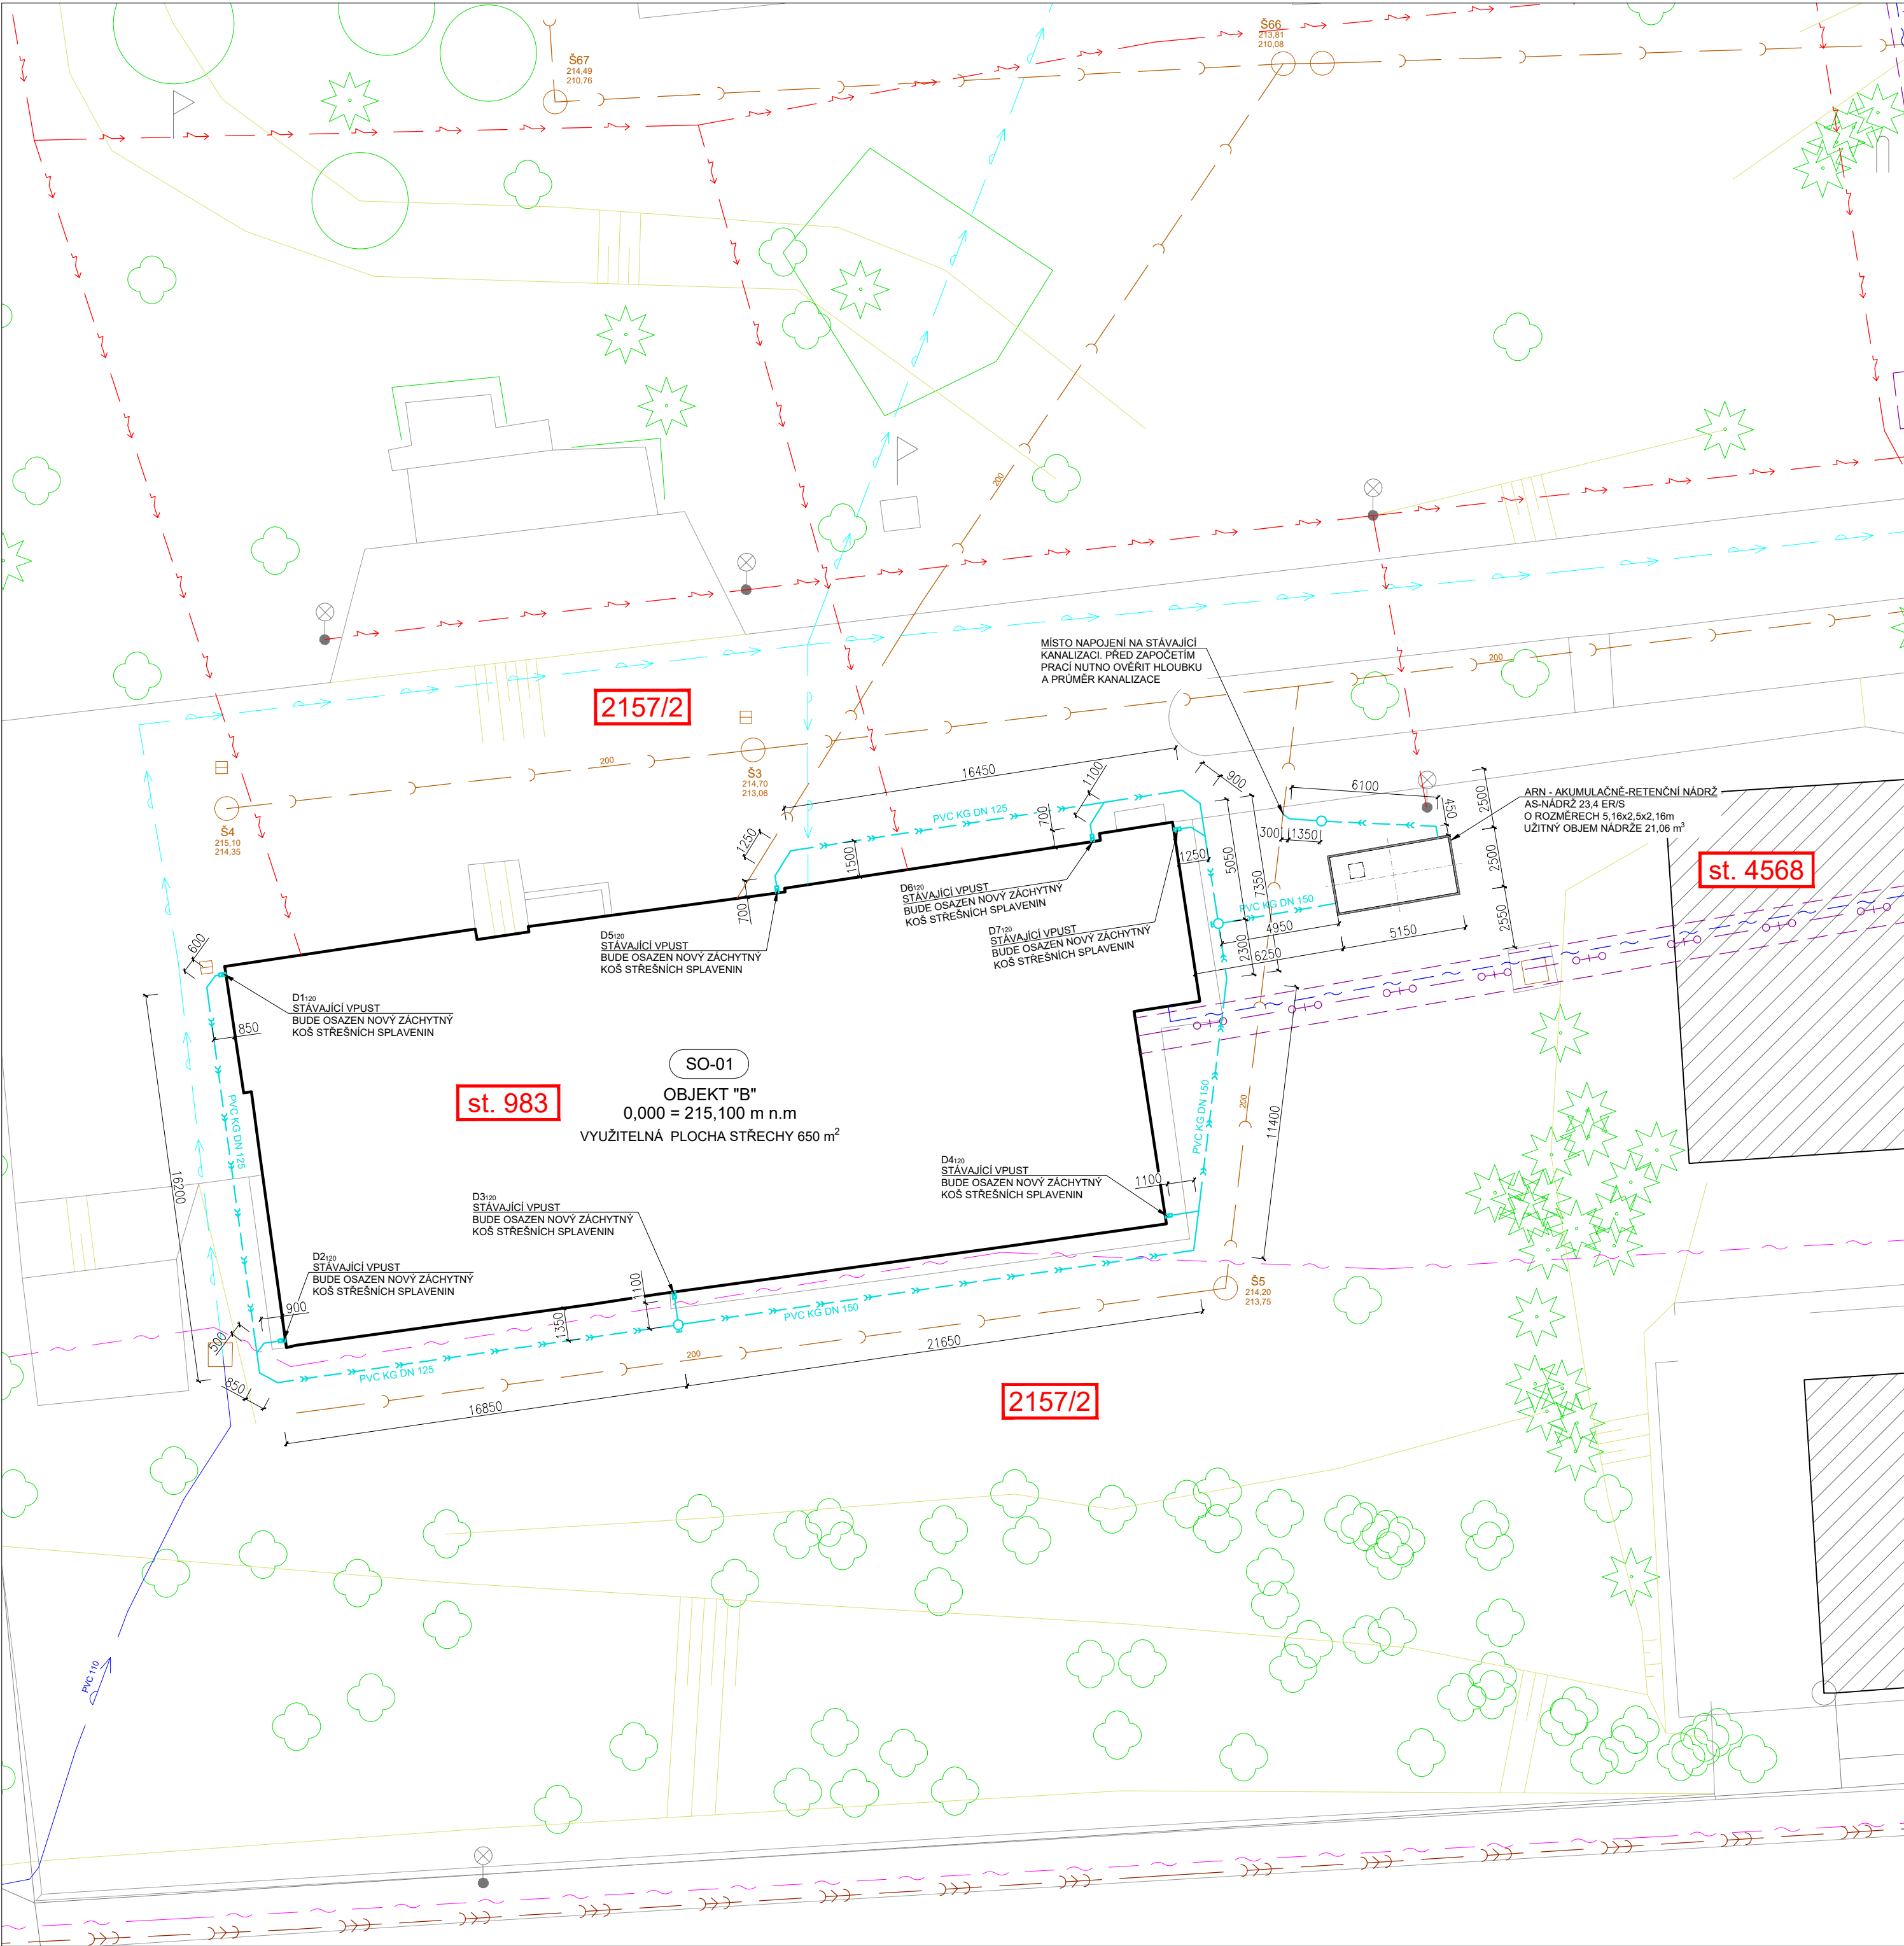 Š66
213,81
210,08
Š67
214,49
210,76
200
MÍSTO NAPOJENÍ NA STÁVAJÍCÍ
KANALIZACI. PŘED ZAPOČETÍM
PRACÍ NUTNO OVĚŘIT HLOUBKU
A PRŮMĚR KANALIZACE
200
2157/2
200
Š3
214,70
213,06
Š4
215,10
214,35
16450
1100
900
6100
450
2500
ARN - AKUMULAČNĚ-RETENČNÍ NÁDRŽ
AS-NÁDRŽ 23,4 ER/S
O ROZMĚRECH 5,16x2,5x2,16m
UŽITNÝ OBJEM NÁDRŽE 21,06 m³
PVC KG DN 125
700
1250
1500
300
1350
1250
5050
7350
2500
2550
st. 4568
D6120
STÁVAJÍCÍ VPUST
BUDE OSAZEN NOVÝ ZÁCHYTNÝ
KOŠ STŘEŠNÍCH SPLAVENIN
700
PVC KG DN 150
4950
5150
2300
6250
D5120
STÁVAJÍCÍ VPUST
BUDE OSAZEN NOVÝ ZÁCHYTNÝ
KOŠ STŘEŠNÍCH SPLAVENIN
D7120
STÁVAJÍCÍ VPUST
BUDE OSAZEN NOVÝ ZÁCHYTNÝ
KOŠ STŘEŠNÍCH SPLAVENIN
600
D1120
STÁVAJÍCÍ VPUST
BUDE OSAZEN NOVÝ ZÁCHYTNÝ
KOŠ STŘEŠNÍCH SPLAVENIN
850
SO-01
OBJEKT "B"
0,000 = 215,100 m n.m
VYUŽITELNÁ PLOCHA STŘECHY 650 m²
st. 983
PVC KG DN 125
16200
PVC KG DN 150
200
11400
D4120
STÁVAJÍCÍ VPUST
BUDE OSAZEN NOVÝ ZÁCHYTNÝ
KOŠ STŘEŠNÍCH SPLAVENIN
1100
D3120
STÁVAJÍCÍ VPUST
BUDE OSAZEN NOVÝ ZÁCHYTNÝ
KOŠ STŘEŠNÍCH SPLAVENIN
D2120
STÁVAJÍCÍ VPUST
BUDE OSAZEN NOVÝ ZÁCHYTNÝ
KOŠ STŘEŠNÍCH SPLAVENIN
900
500
850
1100
1350
PVC KG DN 150
Š5
214,20
213,75
21650
200
PVC KG DN 125
16850
2157/2
PVC 110